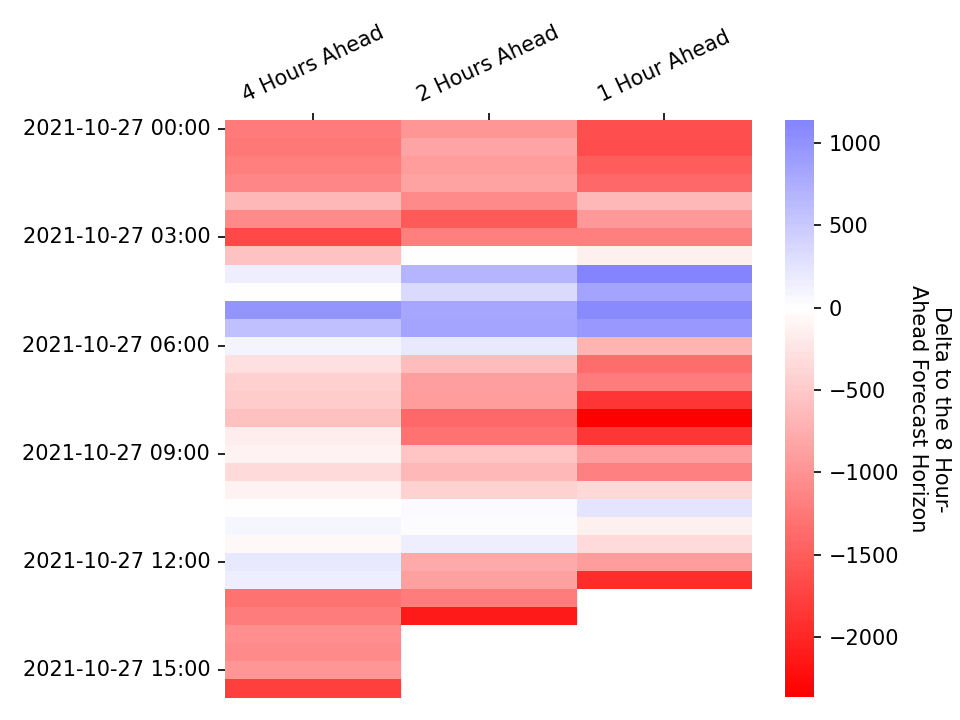 4 Hours Ahead
2 Hours Ahead
1 Hour Ahead
2021-10-27 00:00
2021-10-27 03:00
2021-10-27 06:00
2021-10-27 09:00
2021-10-27 12:00
2021-10-27 15:00
1000
500
0
−500
−1000
−1500
−2000
Delta to the 8 Hour-
Ahead Forecast Horizon